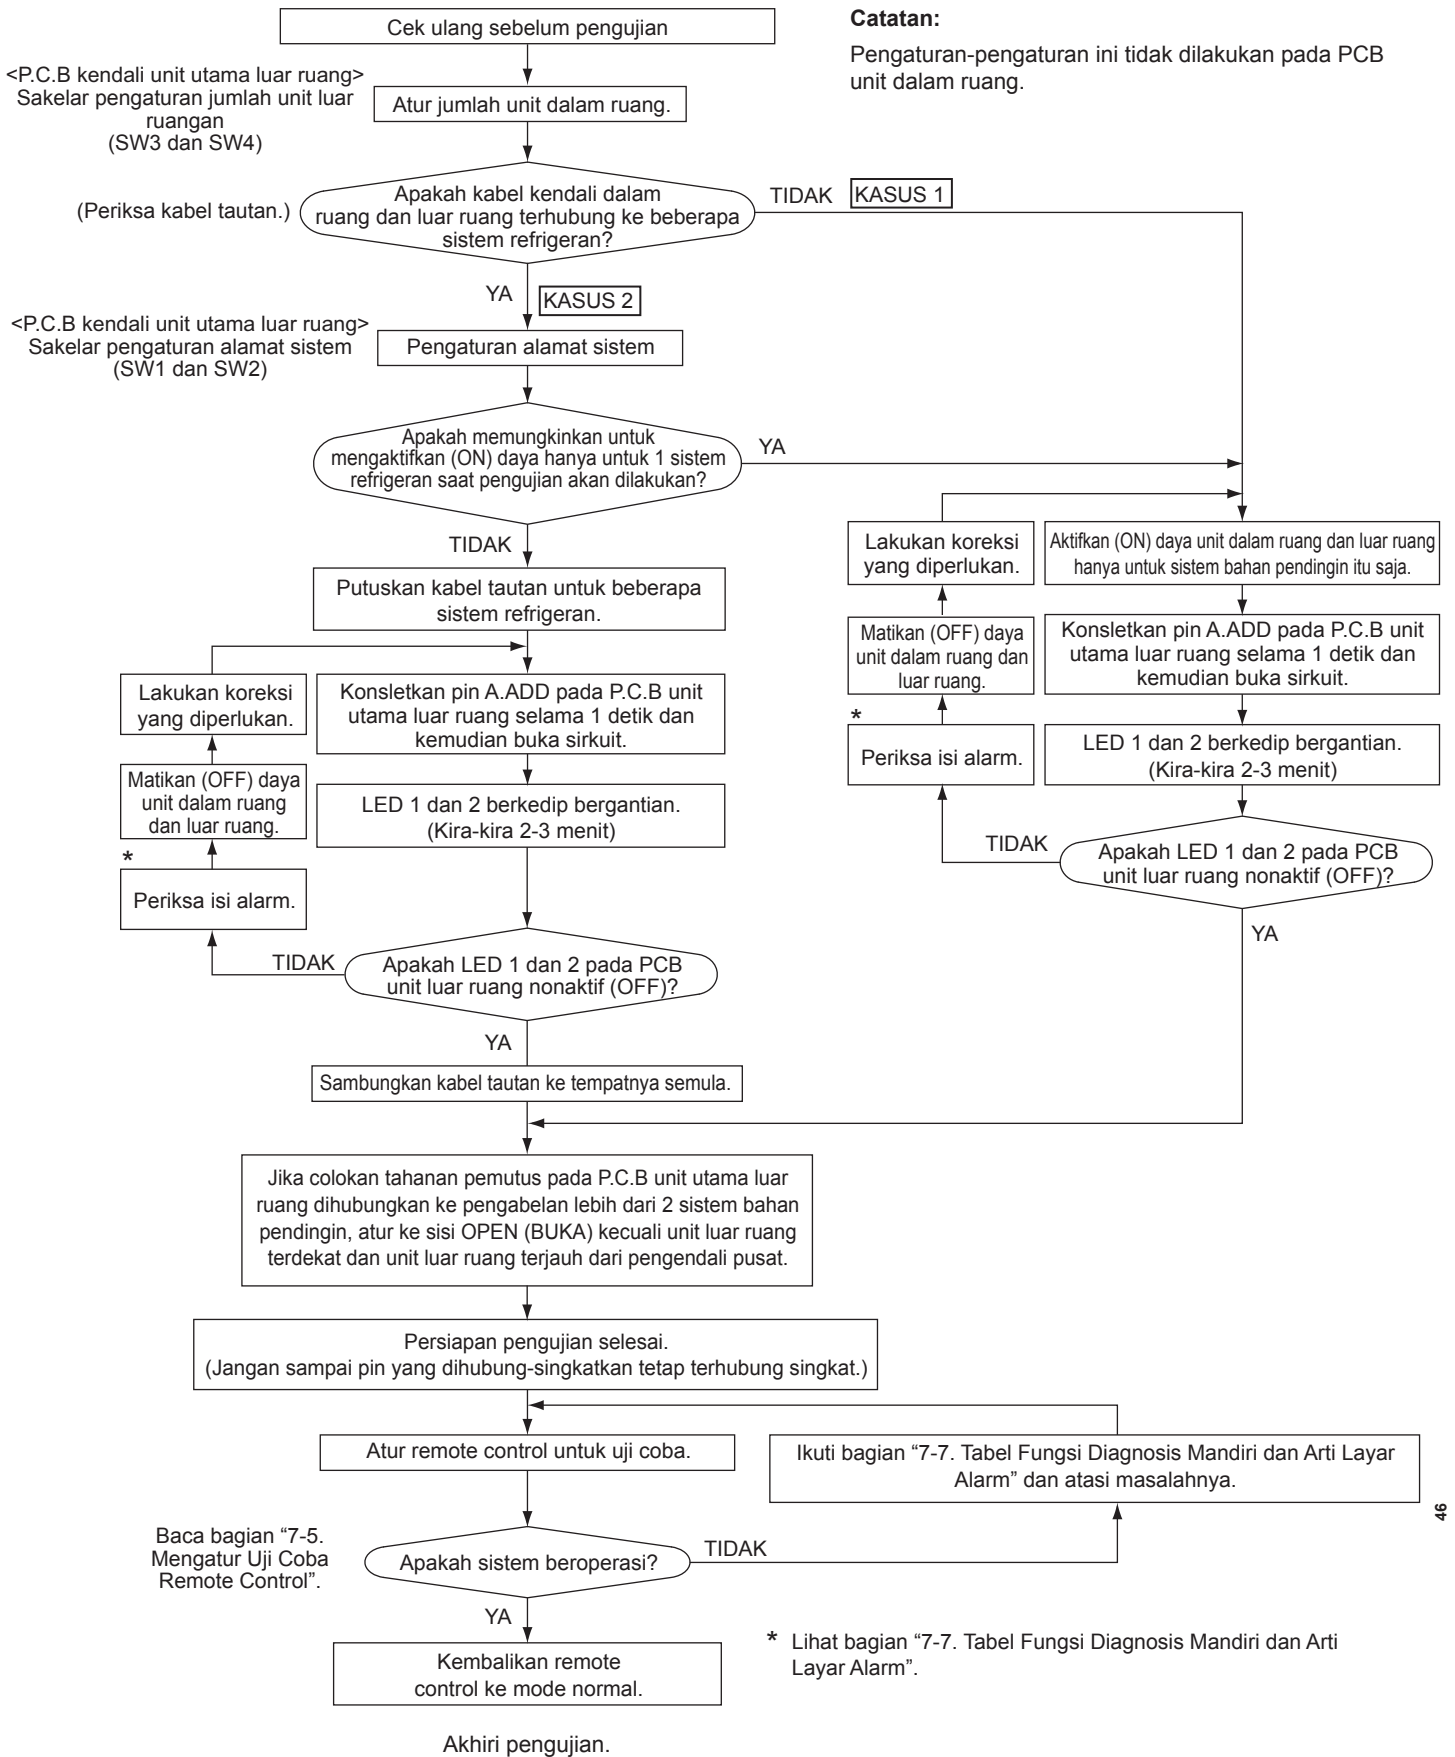 Cek ulang sebelum pengujian
Catatan:
Pengaturan-pengaturan ini tidak dilakukan pada PCB
unit dalam ruang.
<P.C.B kendali unit utama luar ruang>
Sakelar pengaturan jumlah unit luar
ruangan
(SW3 dan SW4)
Atur jumlah unit dalam ruang.
(Periksa kabel tautan.)
Apakah kabel kendali dalam
ruang dan luar ruang terhubung ke beberapa
sistem refrigeran?
TIDAK
KASUS 1
YA
KASUS 2
<P.C.B kendali unit utama luar ruang>
Sakelar pengaturan alamat sistem
(SW1 dan SW2)
Pengaturan alamat sistem
Apakah memungkinkan untuk
mengaktifkan (ON) daya hanya untuk 1 sistem
refrigeran saat pengujian akan dilakukan?
YA
TIDAK
Putuskan kabel tautan untuk beberapa
sistem refrigeran.
Lakukan koreksi
yang diperlukan.
Konsletkan pin A.ADD pada P.C.B unit
utama luar ruang selama 1 detik dan
kemudian buka sirkuit.
Matikan (OFF) daya
unit dalam ruang
dan luar ruang.
LED 1 dan 2 berkedip bergantian.
(Kira-kira 2-3 menit)
*
Periksa isi alarm.
TIDAK
Apakah LED 1 dan 2 pada PCB
unit luar ruang nonaktif (OFF)?
YA
Sambungkan kabel tautan ke tempatnya semula.
Lakukan koreksi
yang diperlukan.
Aktifkan (ON) daya unit dalam ruang dan luar ruang
hanya untuk sistem bahan pendingin itu saja.
Matikan (OFF) daya
unit dalam ruang dan
luar ruang.
Konsletkan pin A.ADD pada P.C.B unit
utama luar ruang selama 1 detik dan
kemudian buka sirkuit.
*
Periksa isi alarm.
LED 1 dan 2 berkedip bergantian.
(Kira-kira 2-3 menit)
TIDAK
Apakah LED 1 dan 2 pada PCB
unit luar ruang nonaktif (OFF)?
YA
Jika colokan tahanan pemutus pada P.C.B unit utama luar
ruang dihubungkan ke pengabelan lebih dari 2 sistem bahan
pendingin, atur ke sisi OPEN (BUKA) kecuali unit luar ruang
terdekat dan unit luar ruang terjauh dari pengendali pusat.
Persiapan pengujian selesai.
(Jangan sampai pin yang dihubung-singkatkan tetap terhubung singkat.)
Atur remote control untuk uji coba.
Ikuti bagian “7-7. Tabel Fungsi Diagnosis Mandiri dan Arti Layar
Alarm” dan atasi masalahnya.
Baca bagian “7-5.
Mengatur Uji Coba
Remote Control”.
Apakah sistem beroperasi?
TIDAK
YA
Kembalikan remote
control ke mode normal.
* Lihat bagian “7-7. Tabel Fungsi Diagnosis Mandiri dan Arti
Layar Alarm”.
Akhiri pengujian.
46